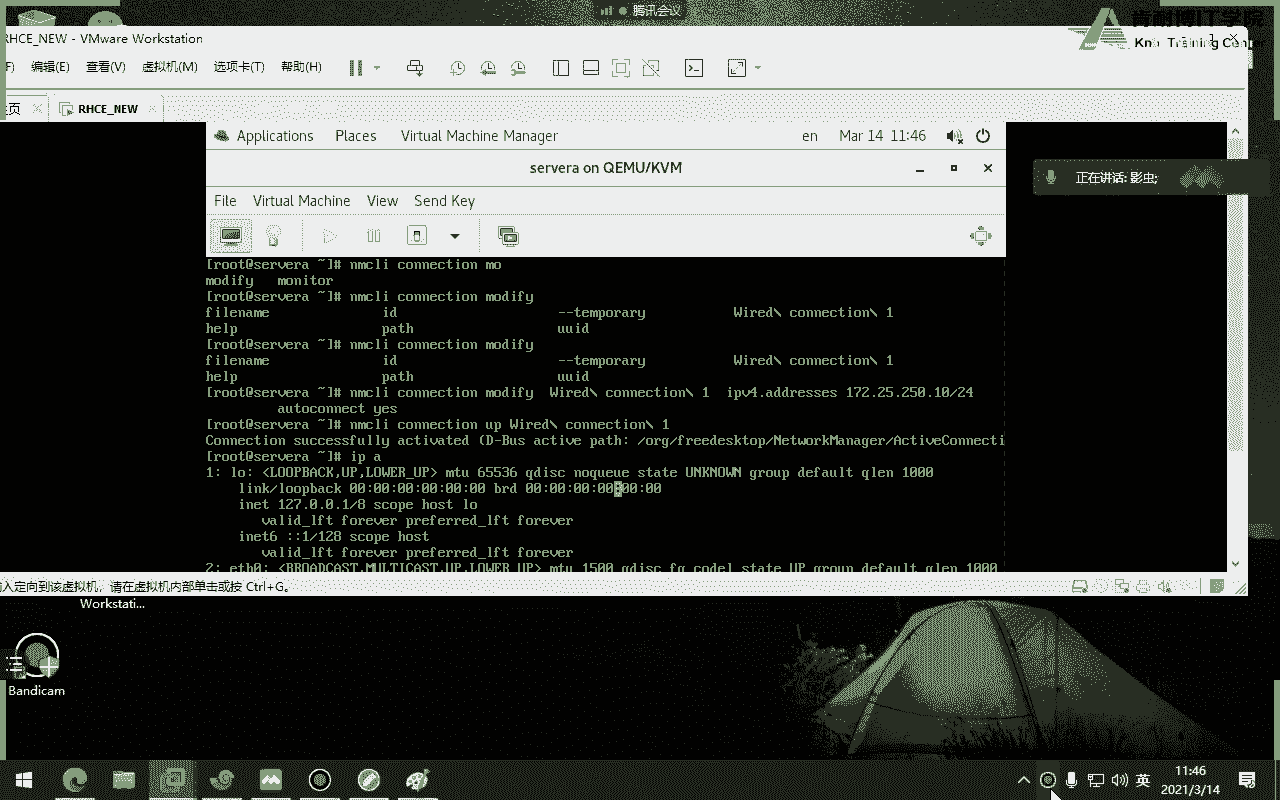 腾讯会议
肯耐博IT学院
RHCE_NEW - VMware Workstation
编辑(E) 查看(V) 虚拟机(M) 选项卡(T) 帮助(H)
页 RHCE_NEW
Applications Places Virtual Machine Manager en Mar 14 11:46
servera on QEMU/KVM
正在讲话: 影虫;
File Virtual Machine View Send Key
[root@servera ~]# nmcli connection mo
modify monitor
[root@servera ~]# nmcli connection modify
filename id --temporary Wired\ connection\ 1
help path uuid
[root@servera ~]# nmcli connection modify
filename id --temporary Wired\ connection\ 1
help path uuid
[root@servera ~]# nmcli connection modify Wired\ connection\ 1 ipv4.addresses 172.25.250.10/24
autoconnect yes
[root@servera ~]# nmcli connection up Wired\ connection\ 1
Connection successfully activated (D-Bus active path: /org/freedesktop/NetworkManager/ActiveConnecti
[root@servera ~]# ip a
1: lo: <LOOPBACK,UP,LOWER_UP> mtu 65536 qdisc noqueue state UNKNOWN group default qlen 1000
link/loopback 00:00:00:00:00:00 brd 00:00:00:00:00:00
inet 127.0.0.1/8 scope host lo
valid_lft forever preferred_lft forever
inet6 ::1/128 scope host
valid_lft forever preferred_lft forever
2: eth0: <BROADCAST,MULTICAST,UP,LOWER_UP> mtu 1500 qdisc fq_codel state UP group default qlen 1000
入定向到该虚拟机，请在虚拟机内部单击或按 Ctrl+G。
Workstati...
Bandicam
英
11:46
2021/3/14